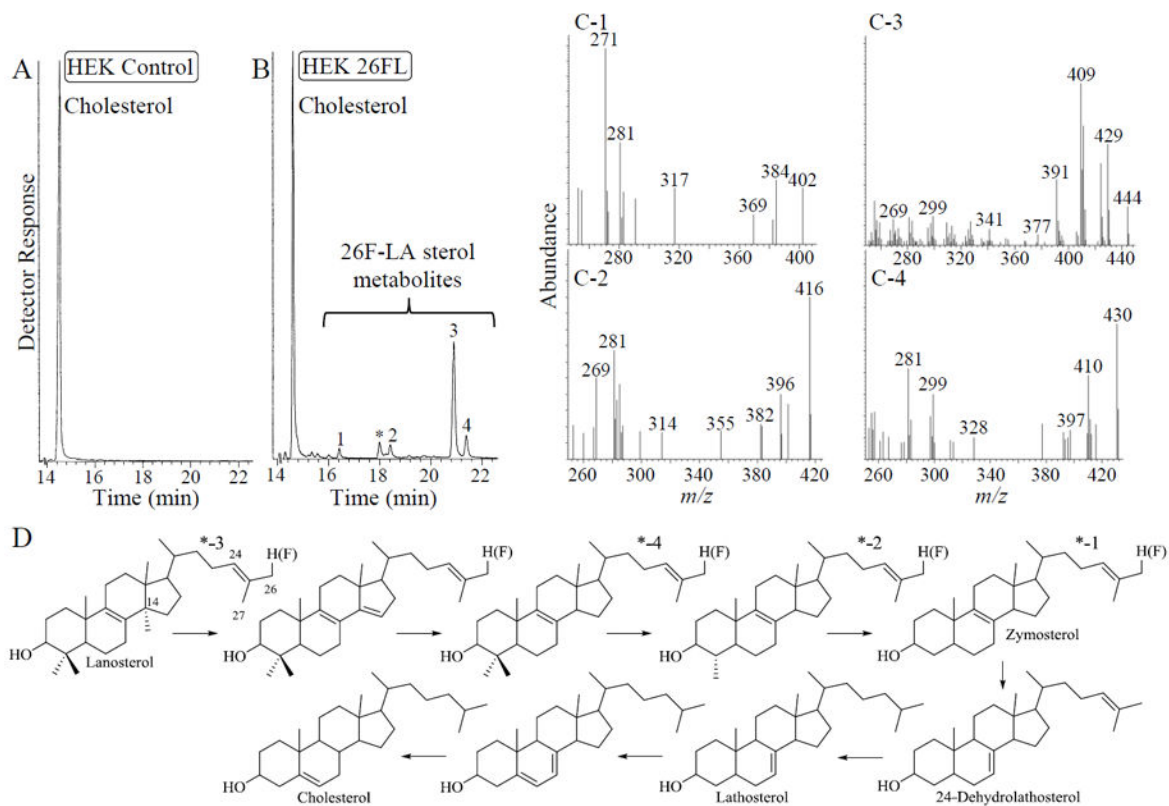 A
HEK Control
Cholesterol
Detector Response
14 16 18 20 22
Time (min)
B
HEK 26FL
Cholesterol
26F-LA sterol
metabolites
1
*
2
3
4
14 16 18 20 22
Time (min)
Abundance
C-1
271
281
317
369
384
402
280 320 360 400
C-2
269
281
314
355
382
396
416
260 300 340 380 420
m/z
C-3
269
299
341
377
391
409
429
444
280 320 360 400 440
C-4
281
299
328
397
410
430
260 300 340 380 420
m/z
D
*-3
24
H(F)
26
27
14
HO
Lanosterol
H(F)
HO
*-4
H(F)
HO
*-2
H(F)
HO
*-1
H(F)
HO
Zymosterol
HO
Cholesterol
HO
HO
Lathosterol
HO
24-Dehydrolathosterol